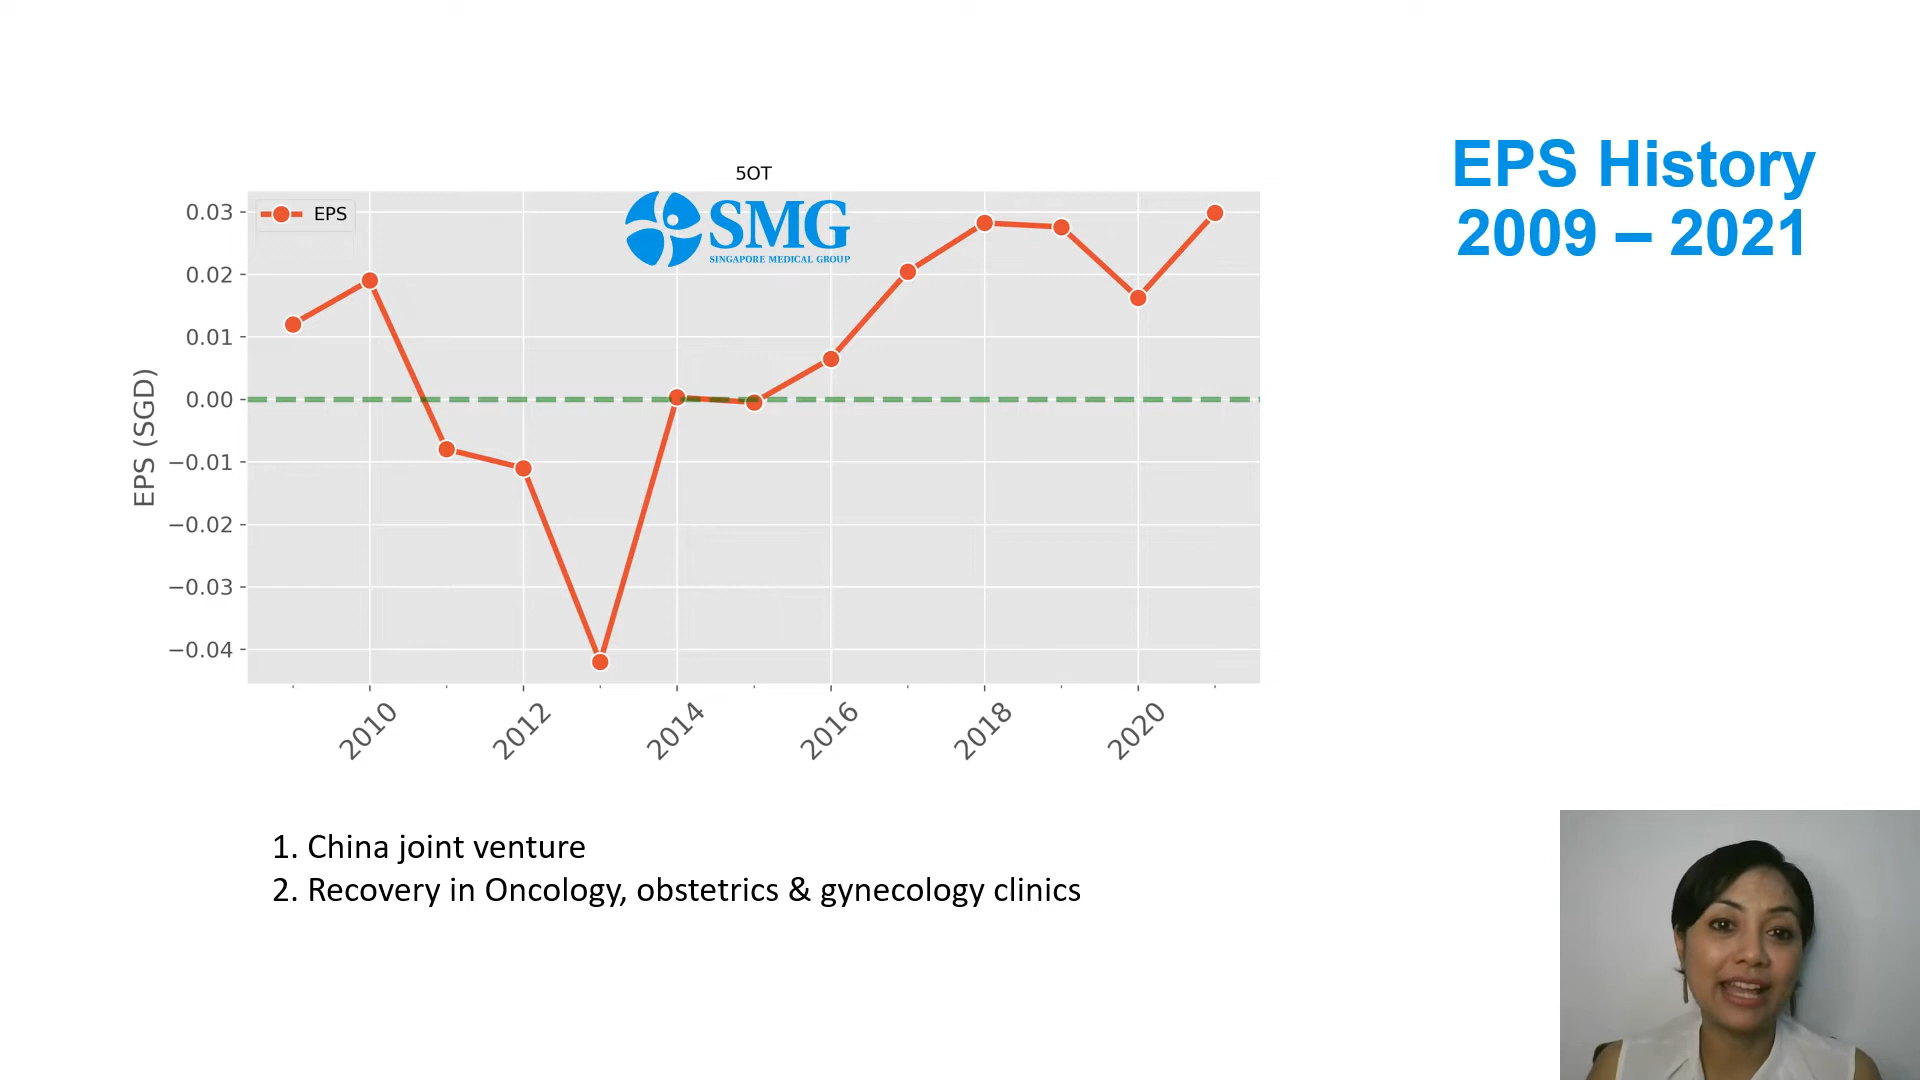 EPS History
2009 – 2021
5OT
EPS
SMG
SINGAPORE MEDICAL GROUP
EPS (SGD)
0.03
0.02
0.01
0.00
−0.01
−0.02
−0.03
−0.04
2010
2012
2014
2016
2018
2020
1. China joint venture
2. Recovery in Oncology, obstetrics & gynecology clinics